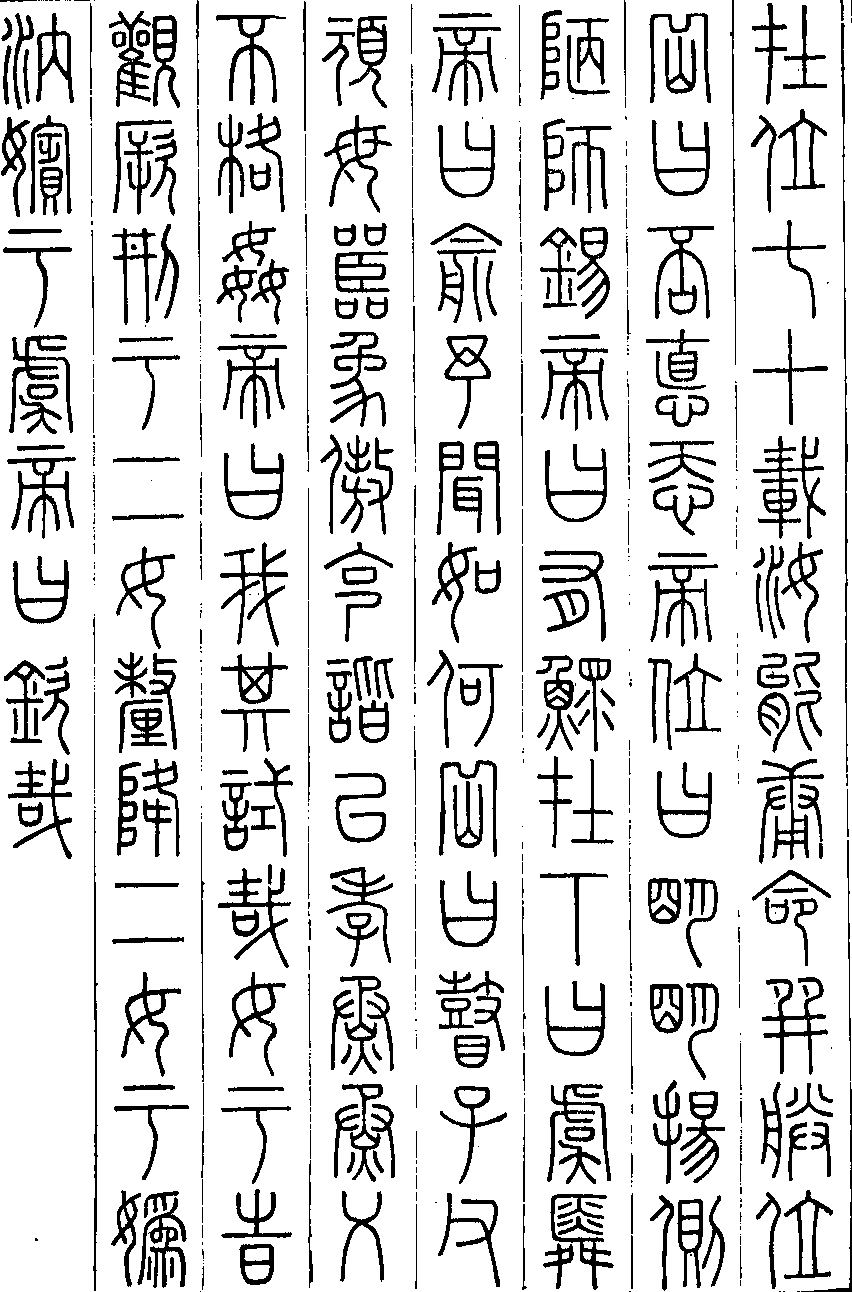 在位七十載汝能庸命巽朕位
岳曰否悳忝帝位曰明明揚側
陋師錫帝曰有鰥在下曰虞舜
帝曰俞予聞如何岳曰瞽子父
頑母嚚象傲克諧以孝烝烝乂
不格姦帝曰我其試哉女于時
觀厥刑于二女釐降二女于嬀
汭嬪于虞帝曰欽哉